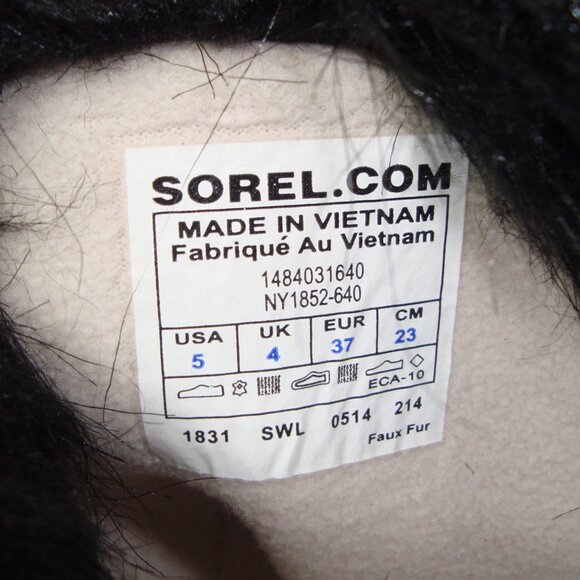 SOREL.COM
MADE IN VIETNAM
Fabriqué Au Vietnam
1484031640
NY1852-640
USA UK EUR CM
5 4 37 23
ECA-10
1831 SWL 0514 214
Faux Fur